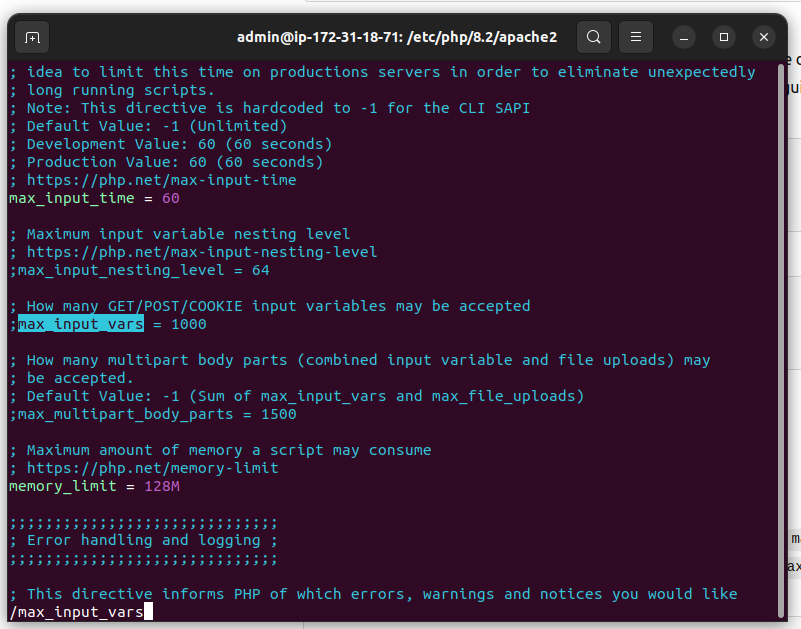 admin@ip-172-31-18-71: /etc/php/8.2/apache2
; idea to limit this time on productions servers in order to eliminate unexpectedly
; long running scripts.
; Note: This directive is hardcoded to -1 for the CLI SAPI
; Default Value: -1 (Unlimited)
; Development Value: 60 (60 seconds)
; Production Value: 60 (60 seconds)
; https://php.net/max-input-time
max_input_time = 60

; Maximum input variable nesting level
; https://php.net/max-input-nesting-level
;max_input_nesting_level = 64

; How many GET/POST/COOKIE input variables may be accepted
;max_input_vars = 1000

; How many multipart body parts (combined input variable and file uploads) may
; be accepted.
; Default Value: -1 (Sum of max_input_vars and max_file_uploads)
;max_multipart_body_parts = 1500

; Maximum amount of memory a script may consume
; https://php.net/memory-limit
memory_limit = 128M

;;;;;;;;;;;;;;;;;;;;;;;;;;;;;;
; Error handling and logging ;
;;;;;;;;;;;;;;;;;;;;;;;;;;;;;;

; This directive informs PHP of which errors, warnings and notices you would like
/max_input_vars